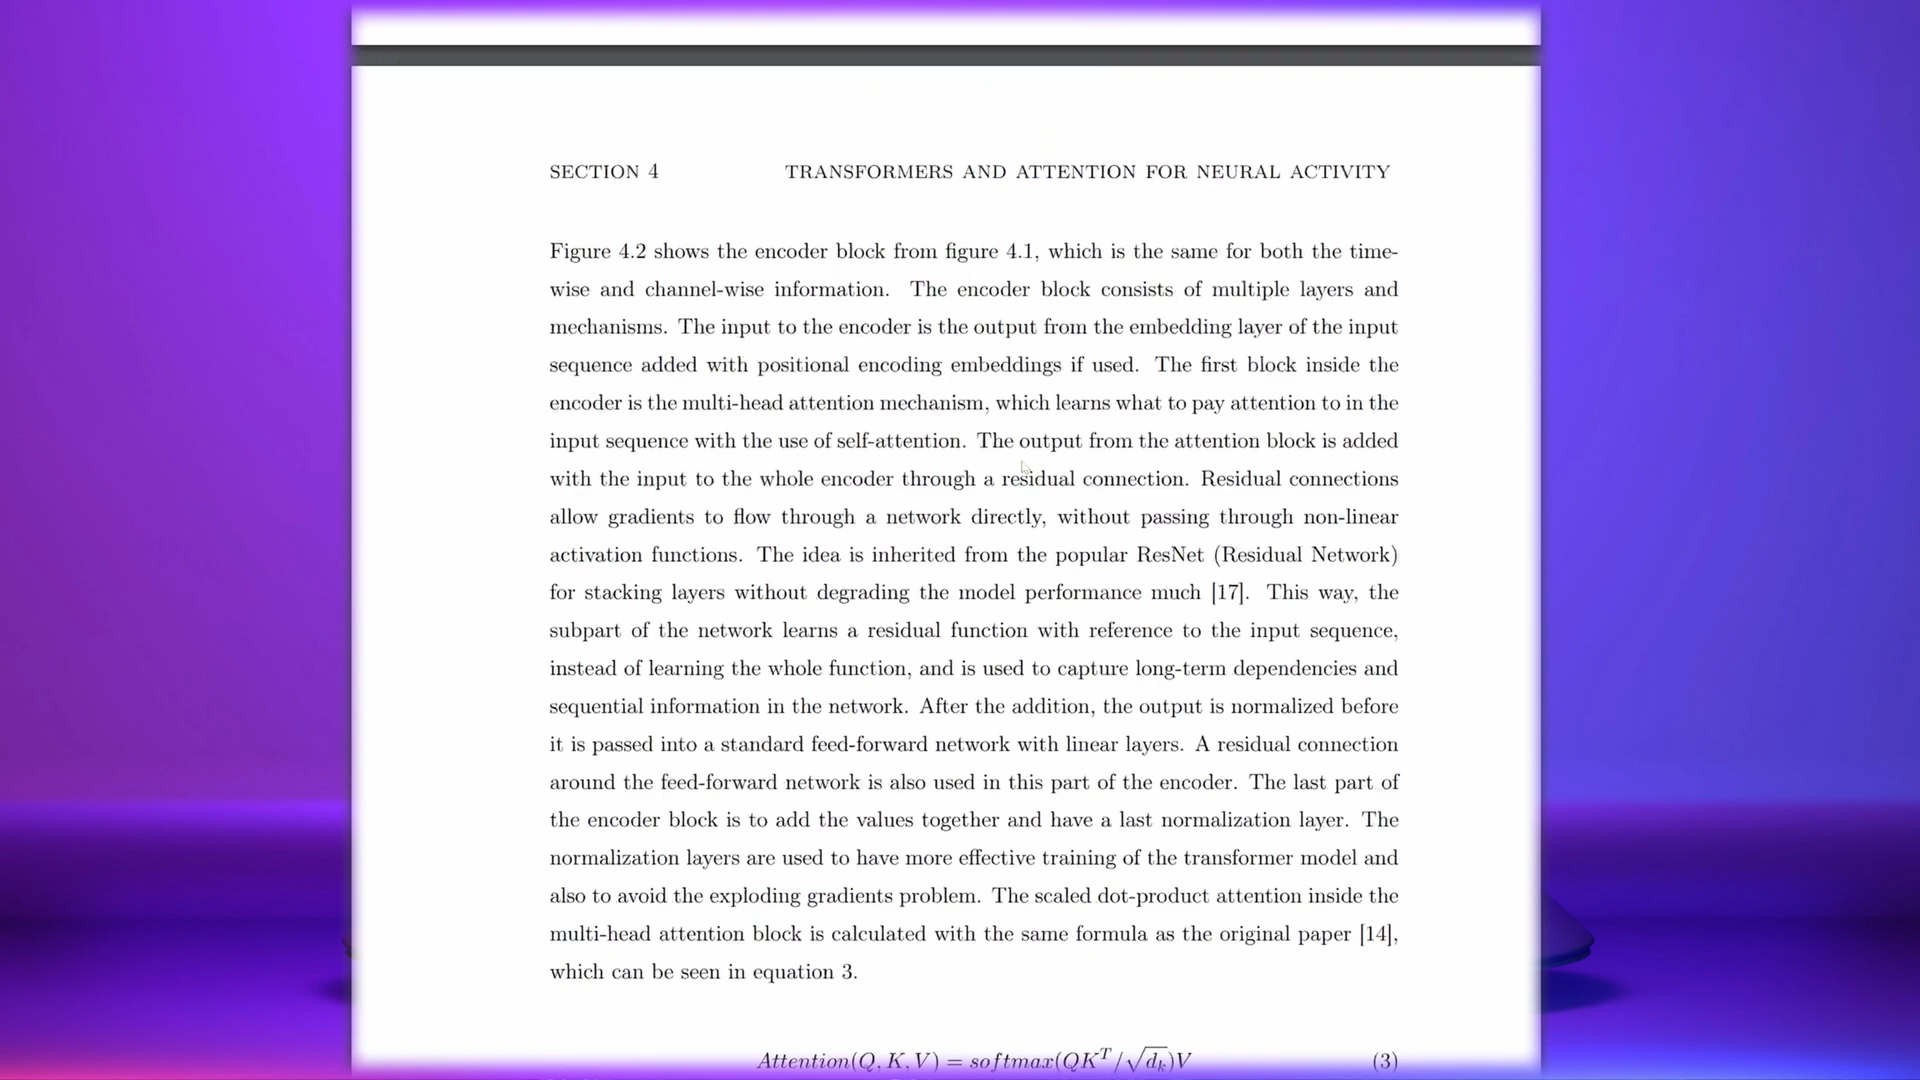 SECTION 4 TRANSFORMERS AND ATTENTION FOR NEURAL ACTIVITY
Figure 4.2 shows the encoder block from figure 4.1, which is the same for both the time-
wise and channel-wise information. The encoder block consists of multiple layers and
mechanisms. The input to the encoder is the output from the embedding layer of the input
sequence added with positional encoding embeddings if used. The first block inside the
encoder is the multi-head attention mechanism, which learns what to pay attention to in the
input sequence with the use of self-attention. The output from the attention block is added
with the input to the whole encoder through a residual connection. Residual connections
allow gradients to flow through a network directly, without passing through non-linear
activation functions. The idea is inherited from the popular ResNet (Residual Network)
for stacking layers without degrading the model performance much [17]. This way, the
subpart of the network learns a residual function with reference to the input sequence,
instead of learning the whole function, and is used to capture long-term dependencies and
sequential information in the network. After the addition, the output is normalized before
it is passed into a standard feed-forward network with linear layers. A residual connection
around the feed-forward network is also used in this part of the encoder. The last part of
the encoder block is to add the values together and have a last normalization layer. The
normalization layers are used to have more effective training of the transformer model and
also to avoid the exploding gradients problem. The scaled dot-product attention inside the
multi-head attention block is calculated with the same formula as the original paper [14],
which can be seen in equation 3.
Attention(Q, K, V) = softmax(QK^T/√d_k)V (3)